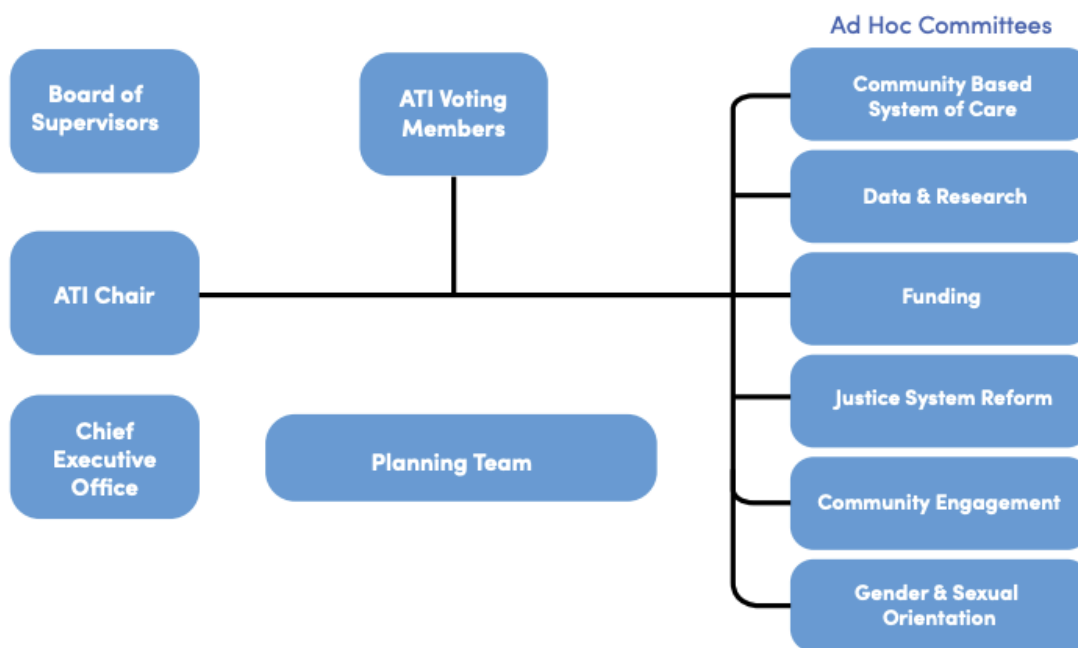 Ad Hoc Committees
Board of
Supervisors
ATI Voting
Members
Community Based
System of Care
Data & Research
ATI Chair
Funding
Justice System Reform
Chief
Executive
Office
Planning Team
Community Engagement
Gender & Sexual
Orientation